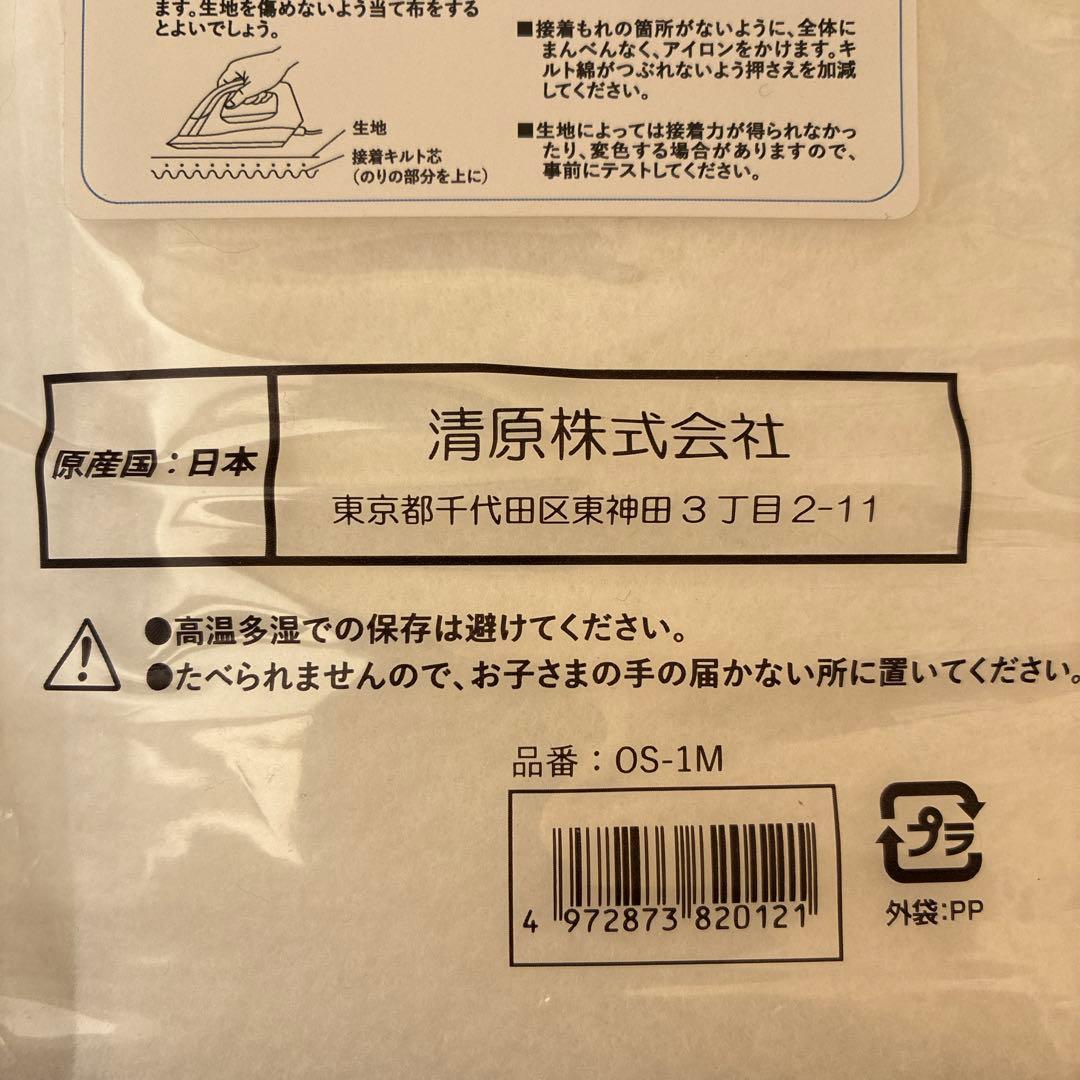 ます。生地を傷めないよう当て布をする
とよいでしょう。
生地
接着キルト芯
(のりの部分を上に)
■接着もれの箇所がないように、全体に
まんべんなく、アイロンをかけます。キ
ルト綿がつぶれないよう押さえを加減
してください。
■生地によっては接着力が得られなかっ
たり、変色する場合がありますので、
事前にテストしてください。
原産国：日本
清原株式会社
東京都千代田区東神田3丁目2-11
●高温多湿での保存は避けてください。
●たべられませんので、お子さまの手の届かない所に置いてください。
品番：OS-1M
4 972873 820121
プラ
外袋:PP